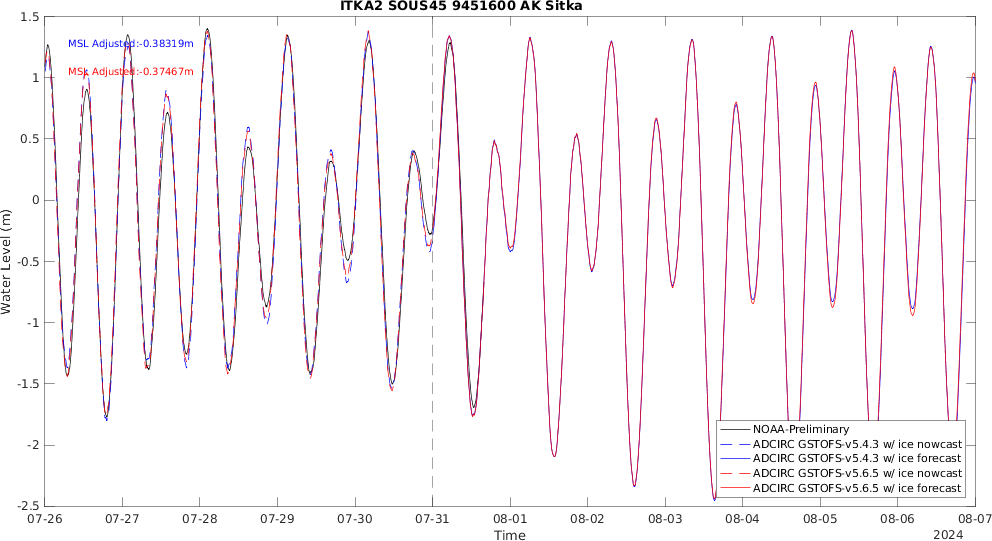 ITKA2 SOUS45 9451600 AK Sitka
MSL Adjusted:-0.38319m
MSL Adjusted:-0.37467m
1.5
1
0.5
0
-0.5
-1
-1.5
-2
-2.5
Water Level (m)
NOAA-Preliminary
ADCIRC GSTOFS-v5.4.3 w/ ice nowcast
ADCIRC GSTOFS-v5.4.3 w/ ice forecast
ADCIRC GSTOFS-v5.6.5 w/ ice nowcast
ADCIRC GSTOFS-v5.6.5 w/ ice forecast
07-26 07-27 07-28 07-29 07-30 07-31 08-01 08-02 08-03 08-04 08-05 08-06 08-07
Time
2024